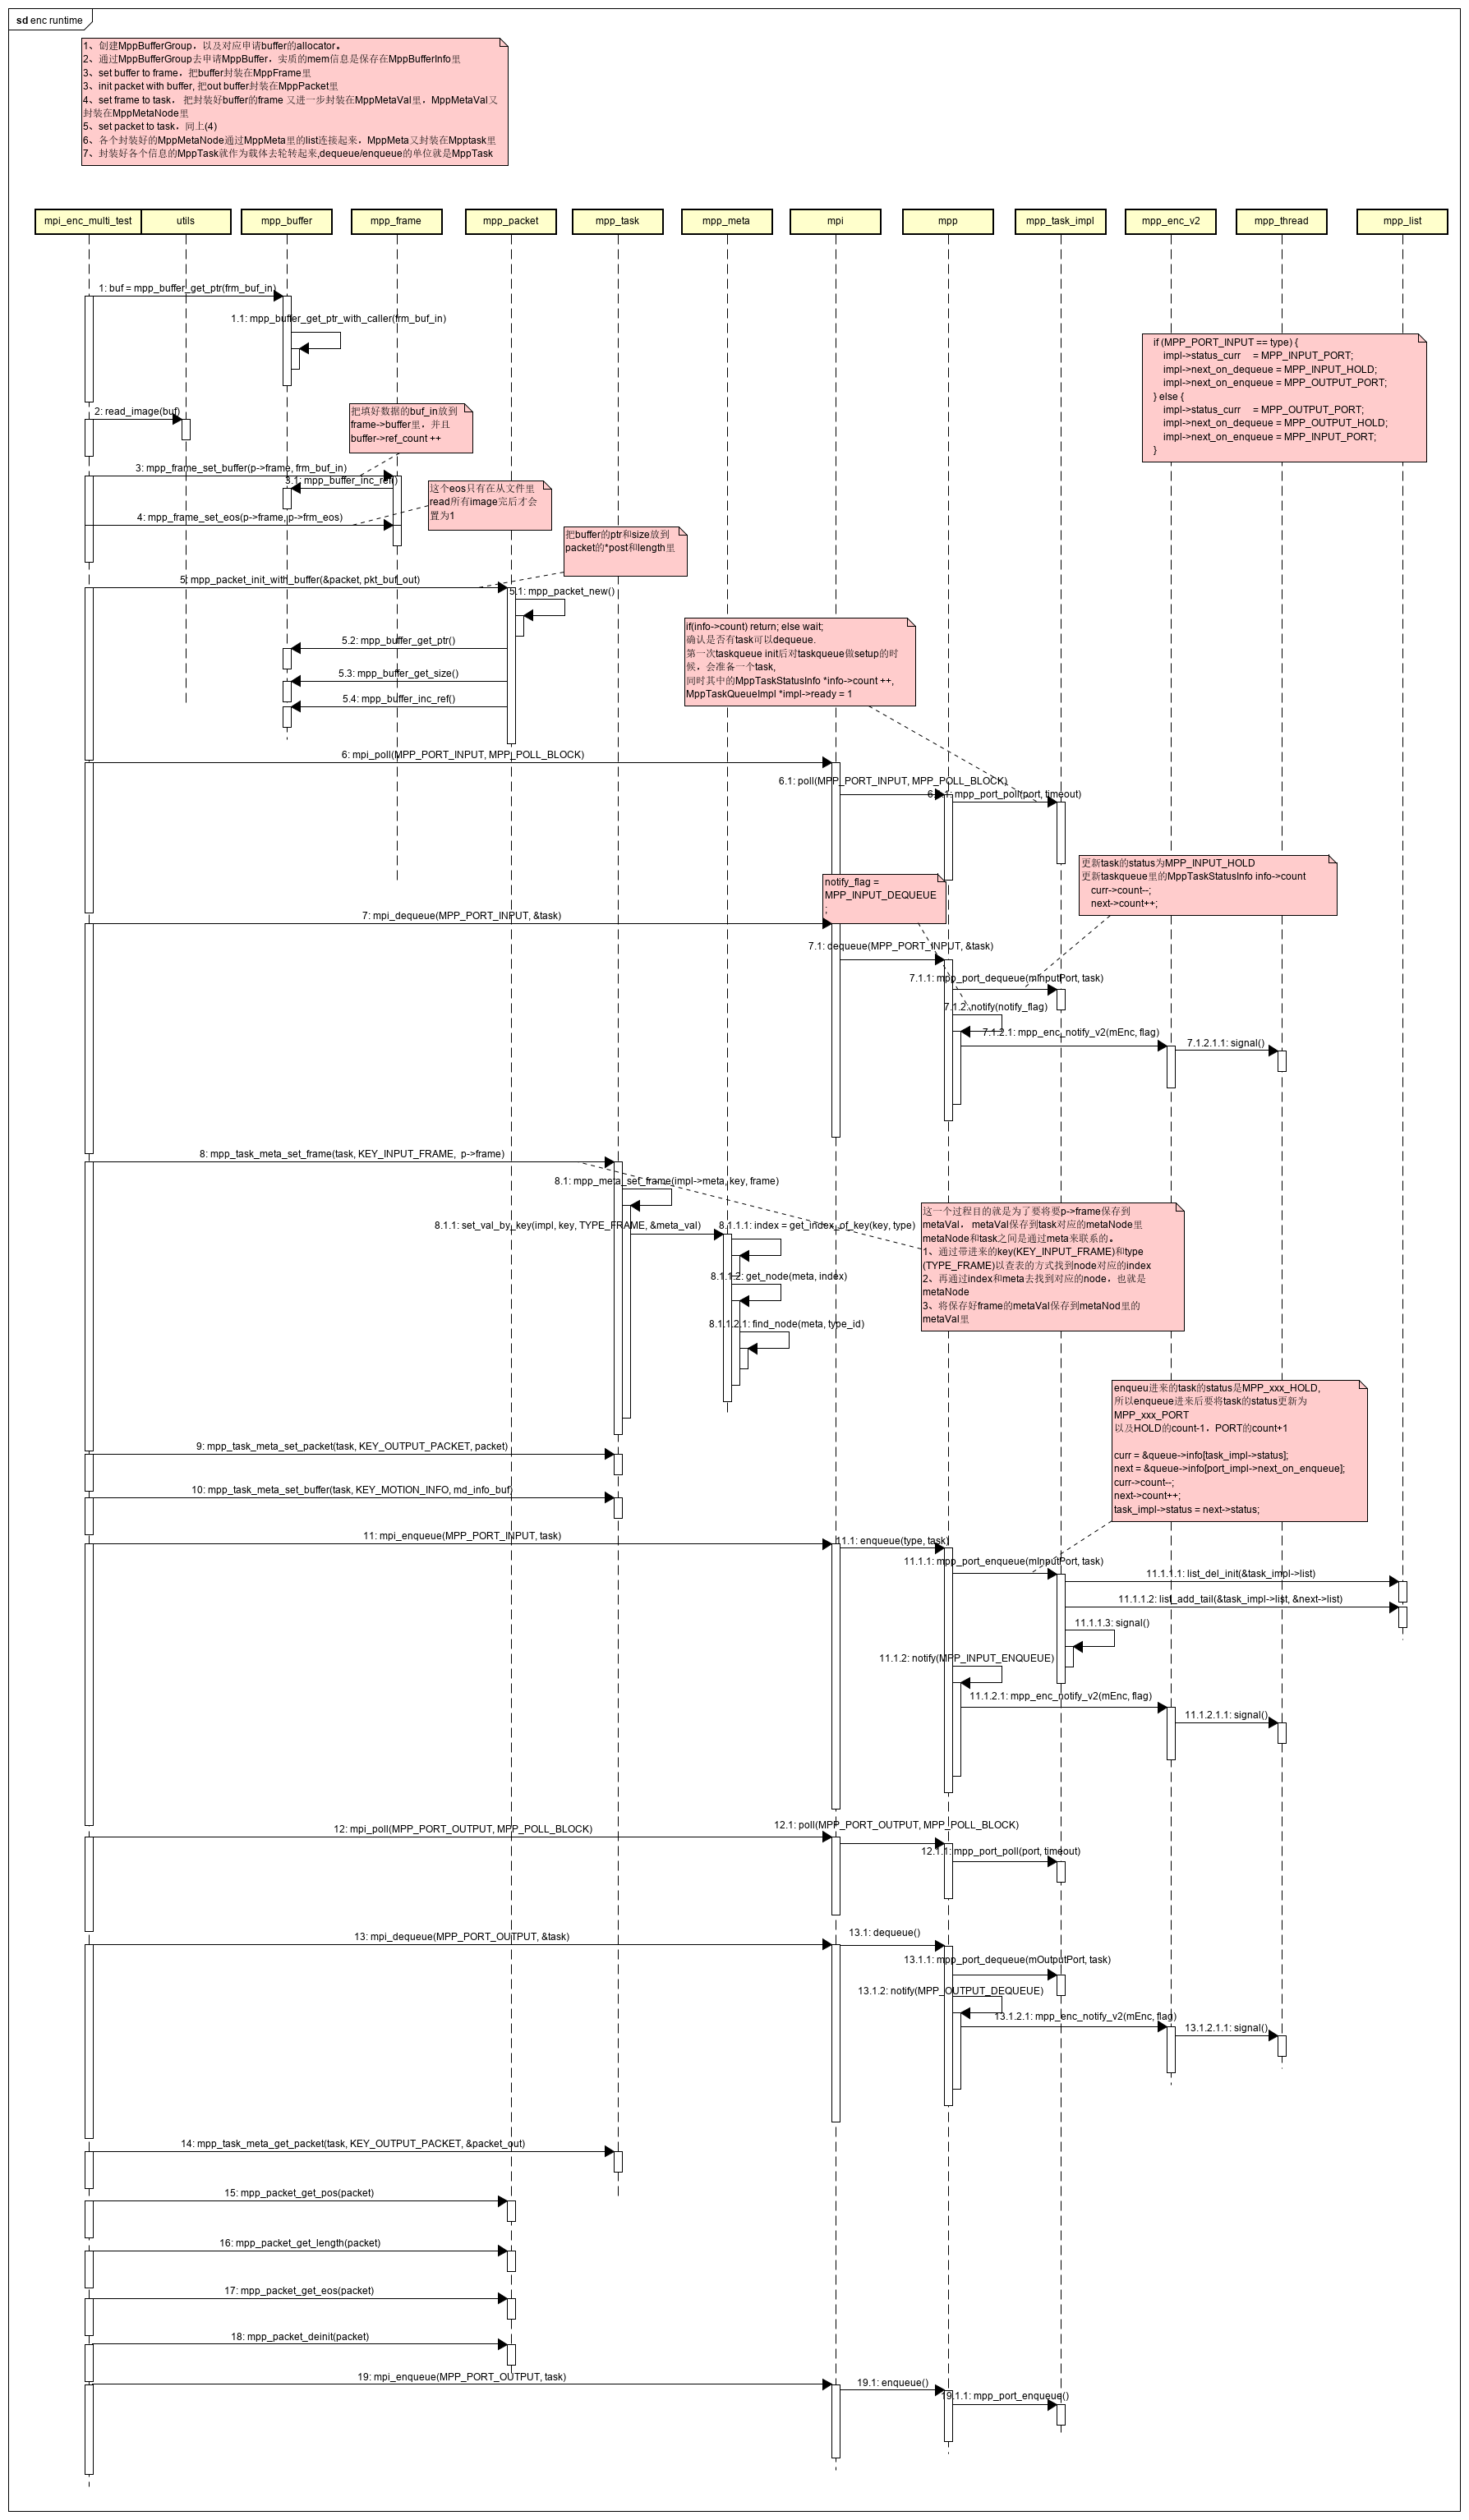 sd enc runtime
1、创建MppBufferGroup，以及对应申请buffer的allocator。
2、通过MppBufferGroup去申请MppBuffer，实质的mem信息是保存在MppBufferInfo里
3、set buffer to frame，把buffer封装在MppFrame里
3、init packet with buffer, 把out buffer封装在MppPacket里
4、set frame to task， 把封装好buffer的frame 又进一步封装在MppMetaVal里，MppMetaVal又
封装在MppMetaNode里
5、set packet to task，同上(4)
6、各个封装好的MppMetaNode通过MppMeta里的list连接起来，MppMeta又封装在Mpptask里
7、封装好各个信息的MppTask就作为载体去轮转起来,dequeue/enqueue的单位就是MppTask
mpi_enc_multi_test
utils
mpp_buffer
mpp_frame
mpp_packet
mpp_task
mpp_meta
mpi
mpp
mpp_task_impl
mpp_enc_v2
mpp_thread
mpp_list
1: buf = mpp_buffer_get_ptr(frm_buf_in)
1.1: mpp_buffer_get_ptr_with_caller(frm_buf_in)
if (MPP_PORT_INPUT == type) {
impl->status_curr = MPP_INPUT_PORT;
impl->next_on_dequeue = MPP_INPUT_HOLD;
impl->next_on_enqueue = MPP_OUTPUT_PORT;
} else {
impl->status_curr = MPP_OUTPUT_PORT;
impl->next_on_dequeue = MPP_OUTPUT_HOLD;
impl->next_on_enqueue = MPP_INPUT_PORT;
}
2: read_image(buf)
把填好数据的buf_in放到
frame->buffer里，并且
buffer->ref_count ++
3: mpp_frame_set_buffer(p->frame, frm_buf_in)
3.1: mpp_buffer_inc_ref()
这个eos只有在从文件里
read所有image完后才会
置为1
4: mpp_frame_set_eos(p->frame, p->frm_eos)
把buffer的ptr和size放到
packet的*post和length里
5: mpp_packet_init_with_buffer(&packet, pkt_buf_out)
5.1: mpp_packet_new()
5.2: mpp_buffer_get_ptr()
5.3: mpp_buffer_get_size()
5.4: mpp_buffer_inc_ref()
if(info->count) return; else wait;
确认是否有task可以dequeue.
第一次taskqueue init后对taskqueue做setup的时
候，会准备一个task,
同时其中的MppTaskStatusInfo *info->count ++,
MppTaskQueueImpl *impl->ready = 1
6: mpi_poll(MPP_PORT_INPUT, MPP_POLL_BLOCK)
6.1: poll(MPP_PORT_INPUT, MPP_POLL_BLOCK)
6.1.1: mpp_port_poll(port, timeout)
更新task的status为MPP_INPUT_HOLD
更新taskqueue里的MppTaskStatusInfo info->count
curr->count--;
next->count++;
notify_flag =
MPP_INPUT_DEQUEUE
;
7: mpi_dequeue(MPP_PORT_INPUT, &task)
7.1: dequeue(MPP_PORT_INPUT, &task)
7.1.1: mpp_port_dequeue(mInputPort, task)
7.1.2: notify(notify_flag)
7.1.2.1: mpp_enc_notify_v2(mEnc, flag)
7.1.2.1.1: signal()
8: mpp_task_meta_set_frame(task, KEY_INPUT_FRAME, p->frame)
8.1: mpp_meta_set_frame(impl->meta, key, frame)
8.1.1: set_val_by_key(impl, key, TYPE_FRAME, &meta_val)
8.1.1.1: index = get_index_of_key(key, type)
8.1.1.2: get_node(meta, index)
8.1.1.2.1: find_node(meta, type_id)
这一个过程目的就是为了要将要p->frame保存到
metaVal， metaVal保存到task对应的metaNode里
metaNode和task之间是通过meta来联系的。
1、通过带进来的key(KEY_INPUT_FRAME)和type
(TYPE_FRAME)以查表的方式找到node对应的index
2、再通过index和meta去找到对应的node，也就是
metaNode
3、将保存好frame的metaVal保存到metaNod里的
metaVal里
enqueu进来的task的status是MPP_xxx_HOLD,
所以enqueue进来后要将task的status更新为
MPP_xxx_PORT
以及HOLD的count-1，PORT的count+1
curr = &queue->info[task_impl->status];
next = &queue->info[port_impl->next_on_enqueue];
curr->count--;
next->count++;
task_impl->status = next->status;
9: mpp_task_meta_set_packet(task, KEY_OUTPUT_PACKET, packet)
10: mpp_task_meta_set_buffer(task, KEY_MOTION_INFO, md_info_buf)
11: mpi_enqueue(MPP_PORT_INPUT, task)
11.1: enqueue(type, task)
11.1.1: mpp_port_enqueue(mInputPort, task)
11.1.1.1: list_del_init(&task_impl->list)
11.1.1.2: list_add_tail(&task_impl->list, &next->list)
11.1.1.3: signal()
11.1.2: notify(MPP_INPUT_ENQUEUE)
11.1.2.1: mpp_enc_notify_v2(mEnc, flag)
11.1.2.1.1: signal()
12: mpi_poll(MPP_PORT_OUTPUT, MPP_POLL_BLOCK)
12.1: poll(MPP_PORT_OUTPUT, MPP_POLL_BLOCK)
12.1.1: mpp_port_poll(port, timeout)
13: mpi_dequeue(MPP_PORT_OUTPUT, &task)
13.1: dequeue()
13.1.1: mpp_port_dequeue(mOutputPort, task)
13.1.2: notify(MPP_OUTPUT_DEQUEUE)
13.1.2.1: mpp_enc_notify_v2(mEnc, flag)
13.1.2.1.1: signal()
14: mpp_task_meta_get_packet(task, KEY_OUTPUT_PACKET, &packet_out)
15: mpp_packet_get_pos(packet)
16: mpp_packet_get_length(packet)
17: mpp_packet_get_eos(packet)
18: mpp_packet_deinit(packet)
19: mpi_enqueue(MPP_PORT_OUTPUT, task)
19.1: enqueue()
19.1.1: mpp_port_enqueue()